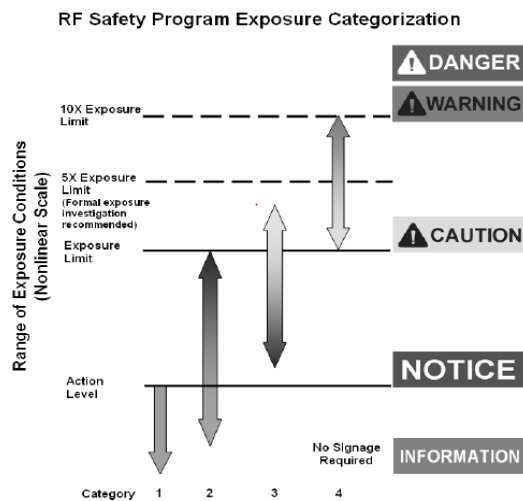 RF Safety Program Exposure Categorization
DANGER
WARNING
10X Exposure
Limit
5X Exposure
Limit
(Formal exposure
investigation
recommended)
Exposure
Limit
CAUTION
Range of Exposure Conditions
(Nonlinear Scale)
Action
Level
NOTICE
No Signage
Required
INFORMATION
Category 1 2 3 4